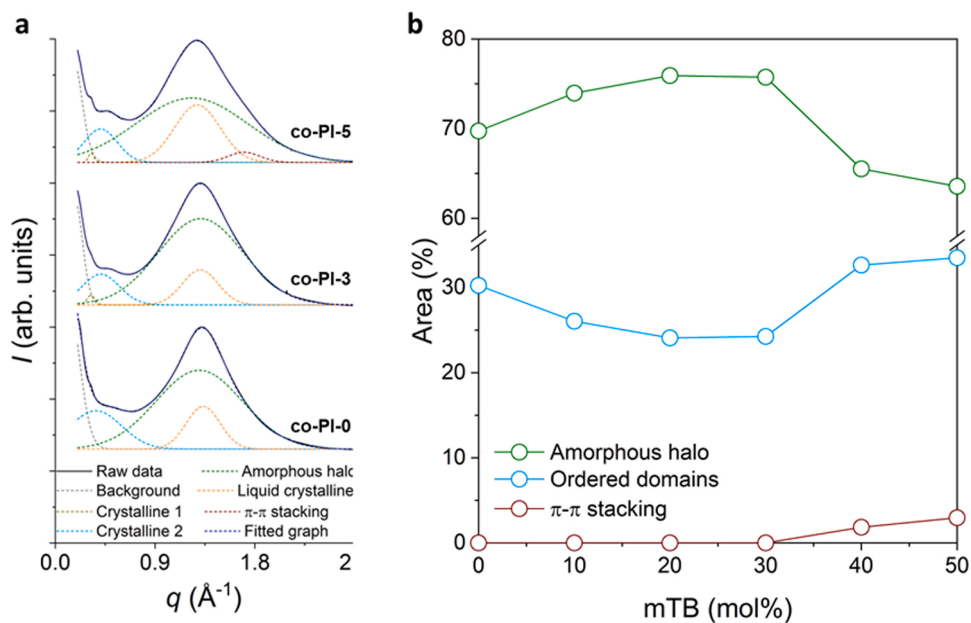 a
I (arb. units)
co-PI-5
co-PI-3
co-PI-0
Raw data
Amorphous halo
Background
Liquid crystalline
Crystalline 1
π-π stacking
Crystalline 2
Fitted graph
0.0
0.9
1.8
2
q (Å-1)
b
Area (%)
80
70
60
30
20
10
0
Amorphous halo
Ordered domains
π-π stacking
0
10
20
30
40
50
mTB (mol%)